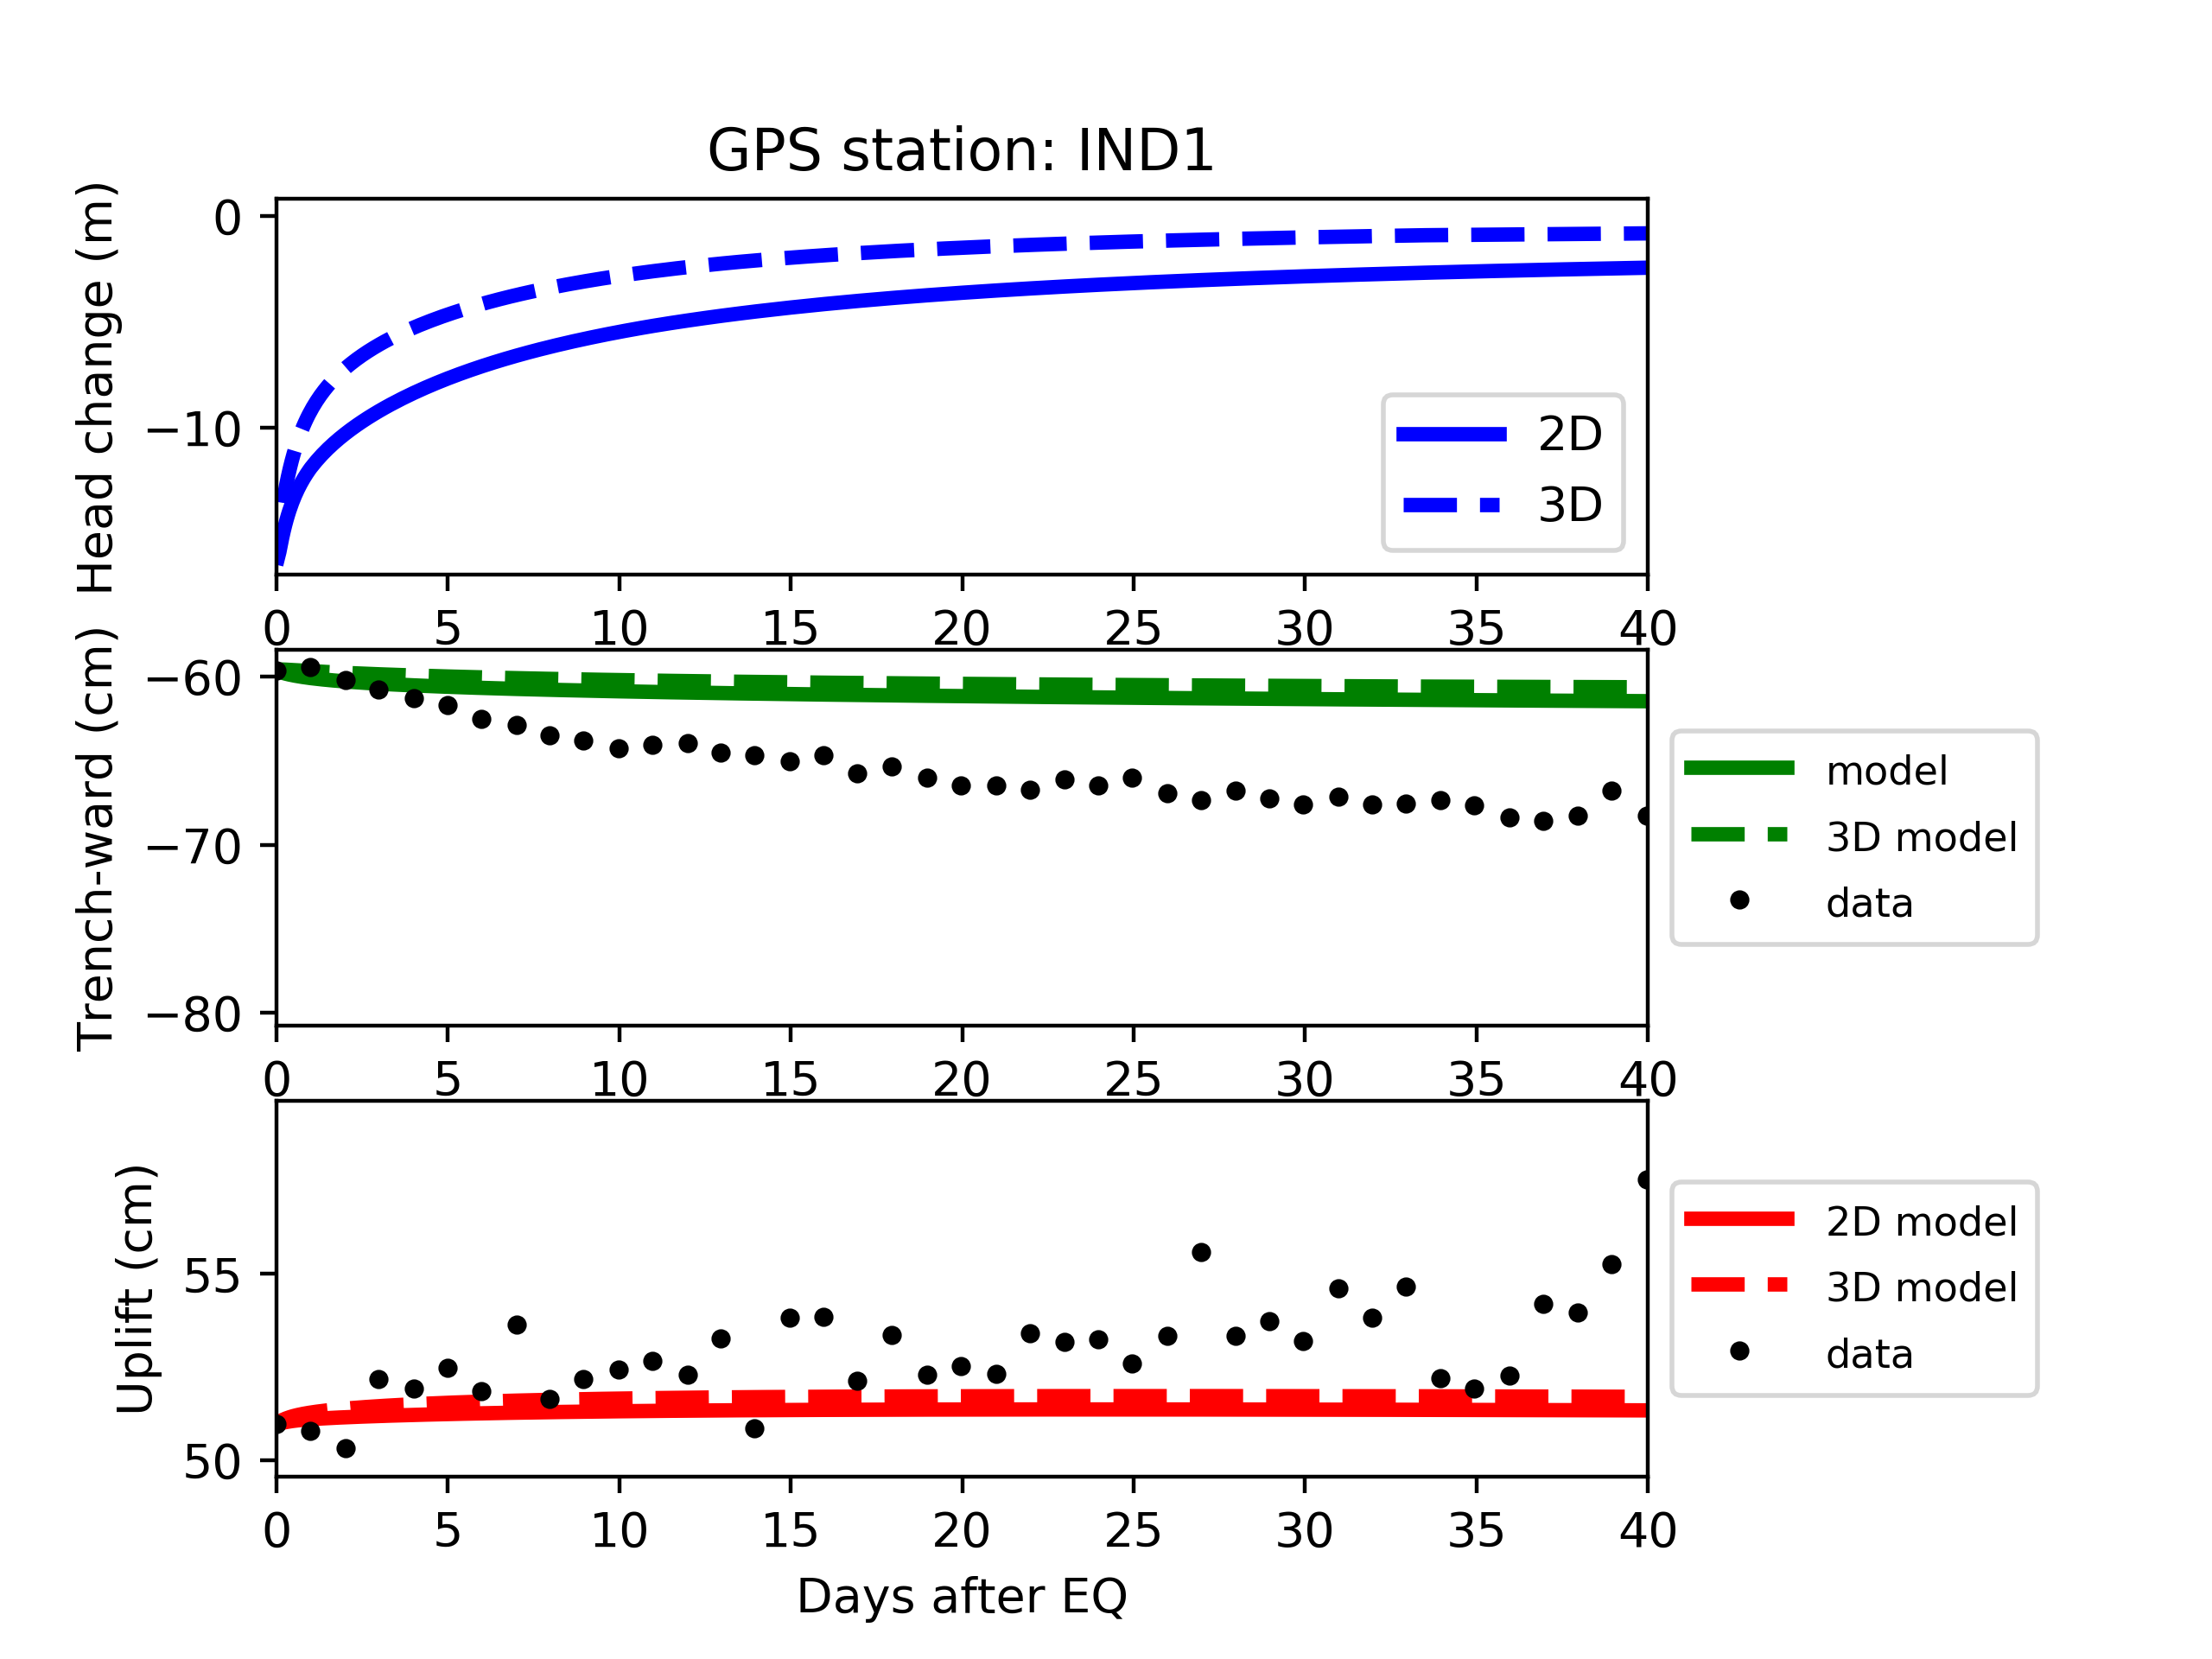 GPS station: IND1
Head change (m)
0
−10
2D
3D
0 5 10 15 20 25 30 35 40
Trench-ward (cm)
−60
−70
−80
model
3D model
data
0 5 10 15 20 25 30 35 40
Uplift (cm)
55
50
2D model
3D model
data
0 5 10 15 20 25 30 35 40
Days after EQ